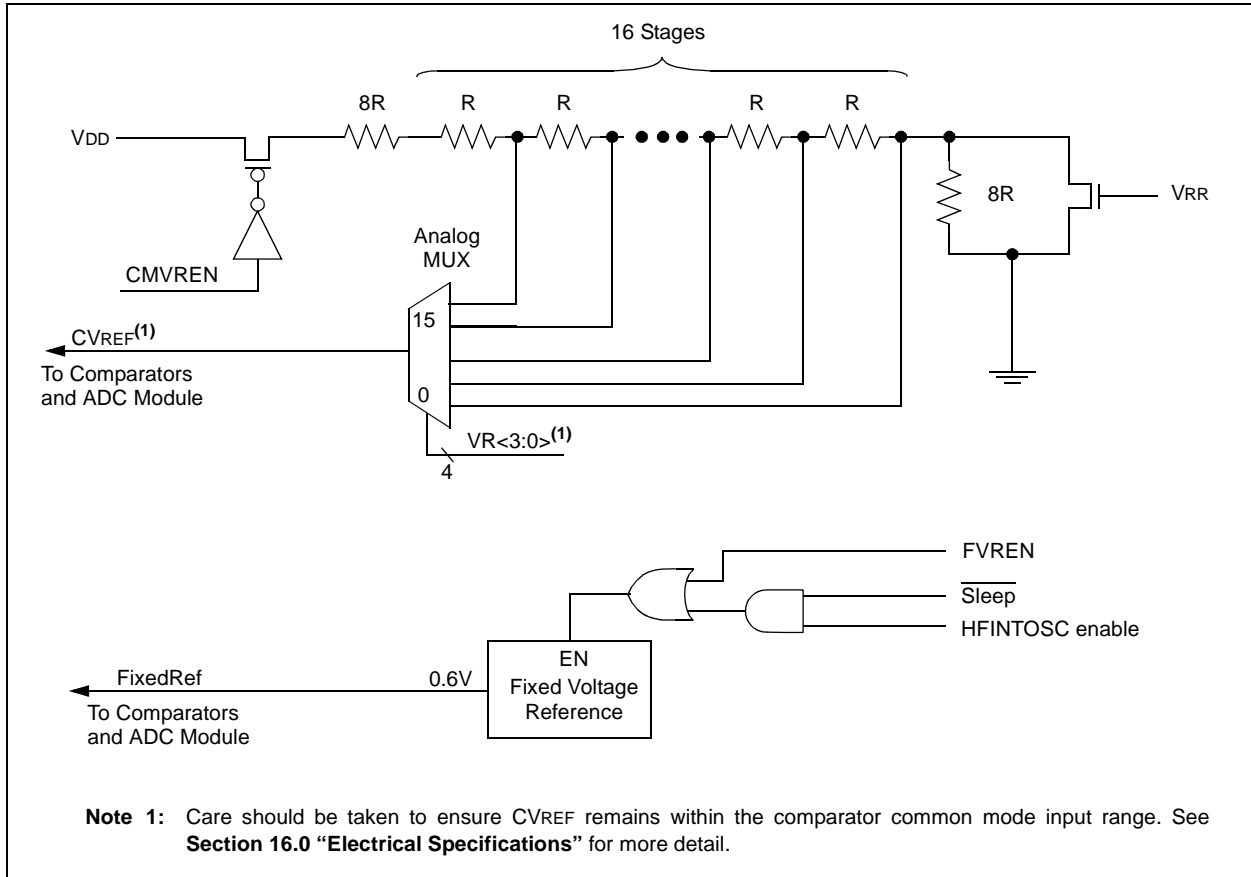 16 Stages
8R R R R R
VDD
8R
VRR
Analog
MUX
CMVREN
15
CVREF(1)
To Comparators
and ADC Module
0
VR<3:0>(1)
4
FVREN
Sleep
HFINTOSC enable
EN
FixedRef 0.6V
Fixed Voltage
Reference
To Comparators
and ADC Module
Note 1: Care should be taken to ensure CVREF remains within the comparator common mode input range. See
Section 16.0 “Electrical Specifications” for more detail.